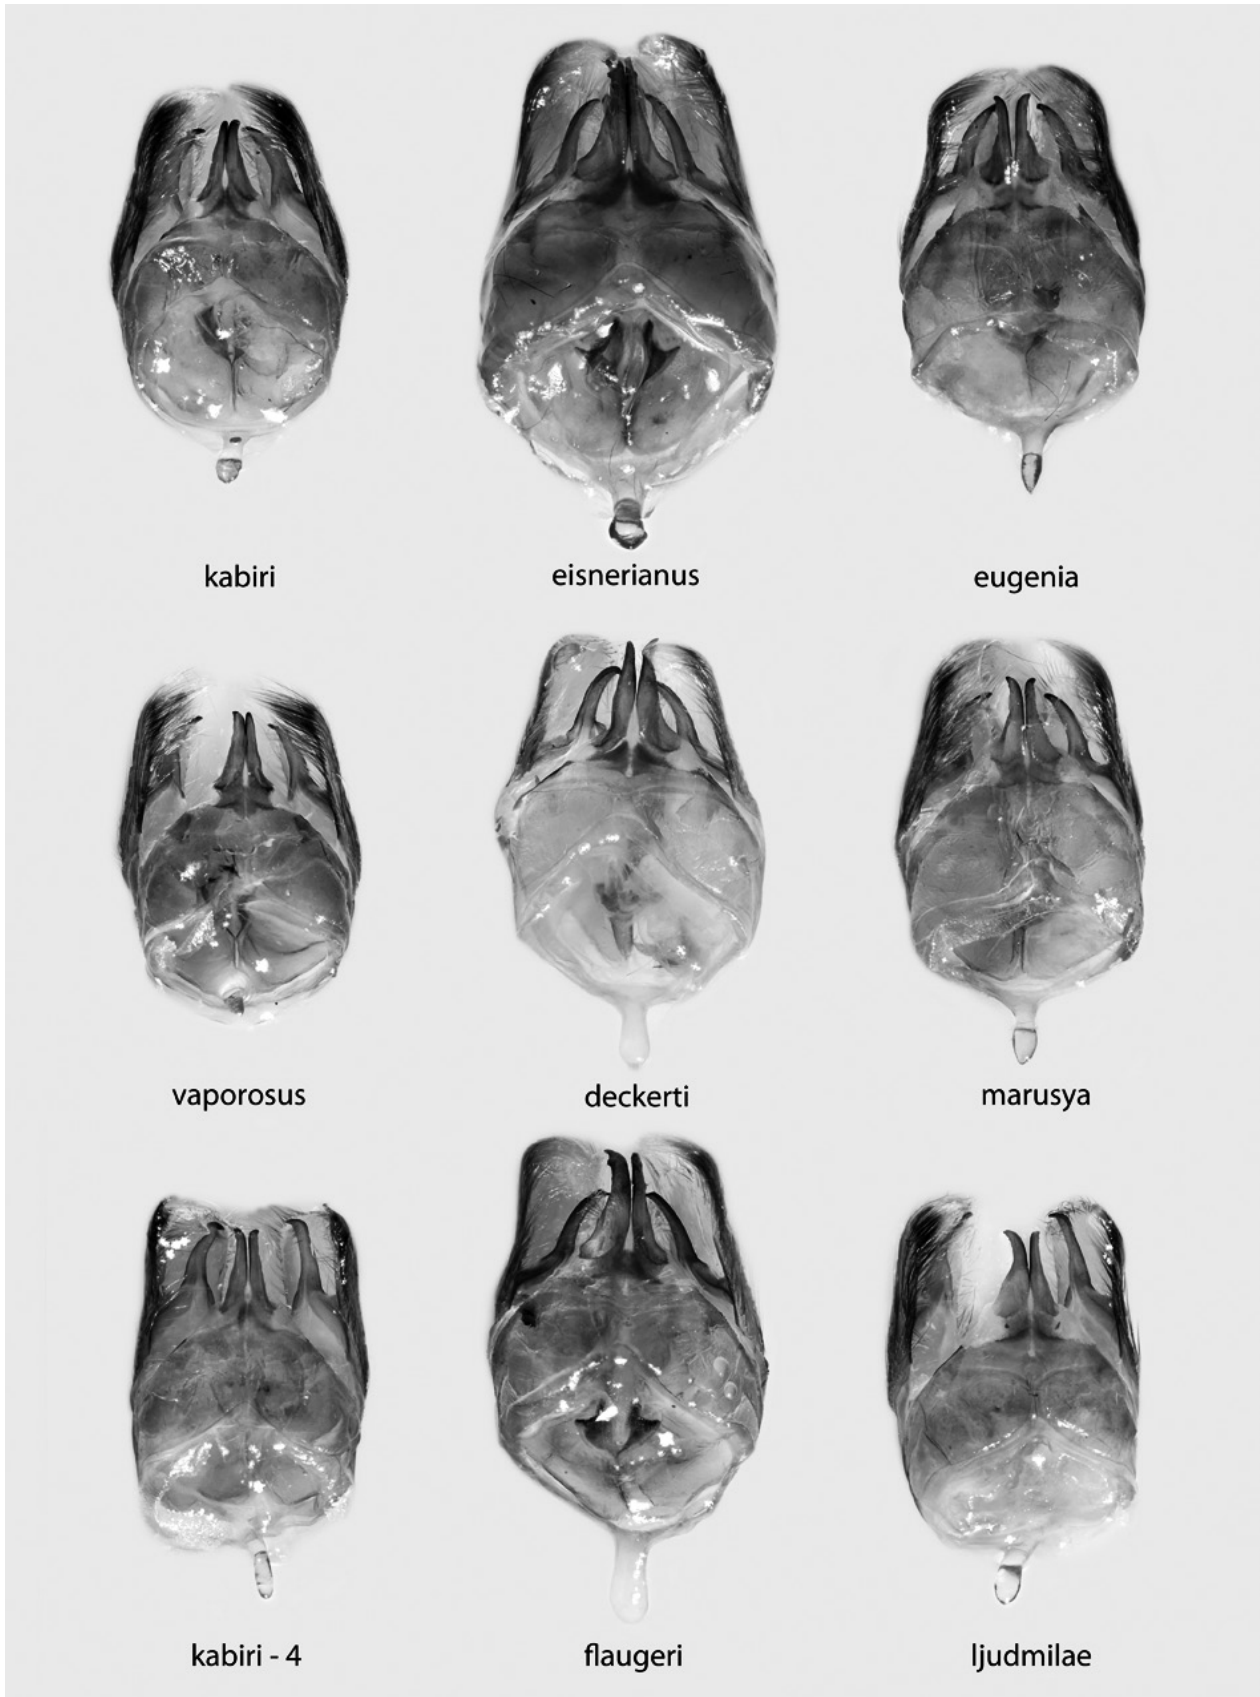 kabiri
eisnerianus
eugenia
vaporosus
deckerti
marusya
kabiri - 4
flaugeri
ljudmilae